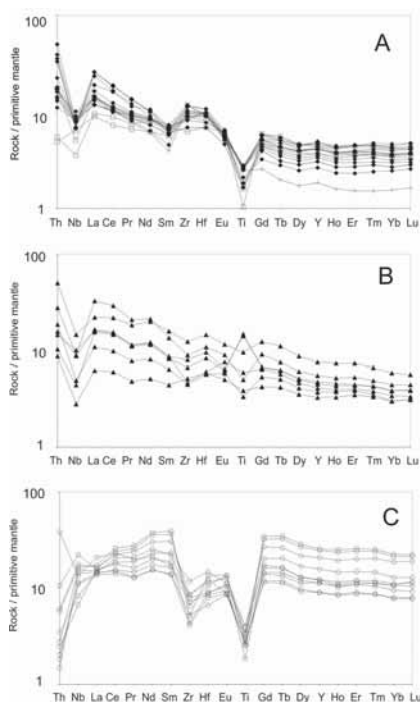 100
A
Rock / primitive mantle
10
1
Th Nb La Ce Pr Nd Sm Zr Hf Eu Ti Gd Tb Dy Y Ho Er Tm Yb Lu
100
B
Rock / primitive mantle
10
1
Th Nb La Ce Pr Nd Sm Zr Hf Eu Ti Gd Tb Dy Y Ho Er Tm Yb Lu
100
C
Rock / primitive mantle
10
1
Th Nb La Ce Pr Nd Sm Zr Hf Eu Ti Gd Tb Dy Y Ho Er Tm Yb Lu